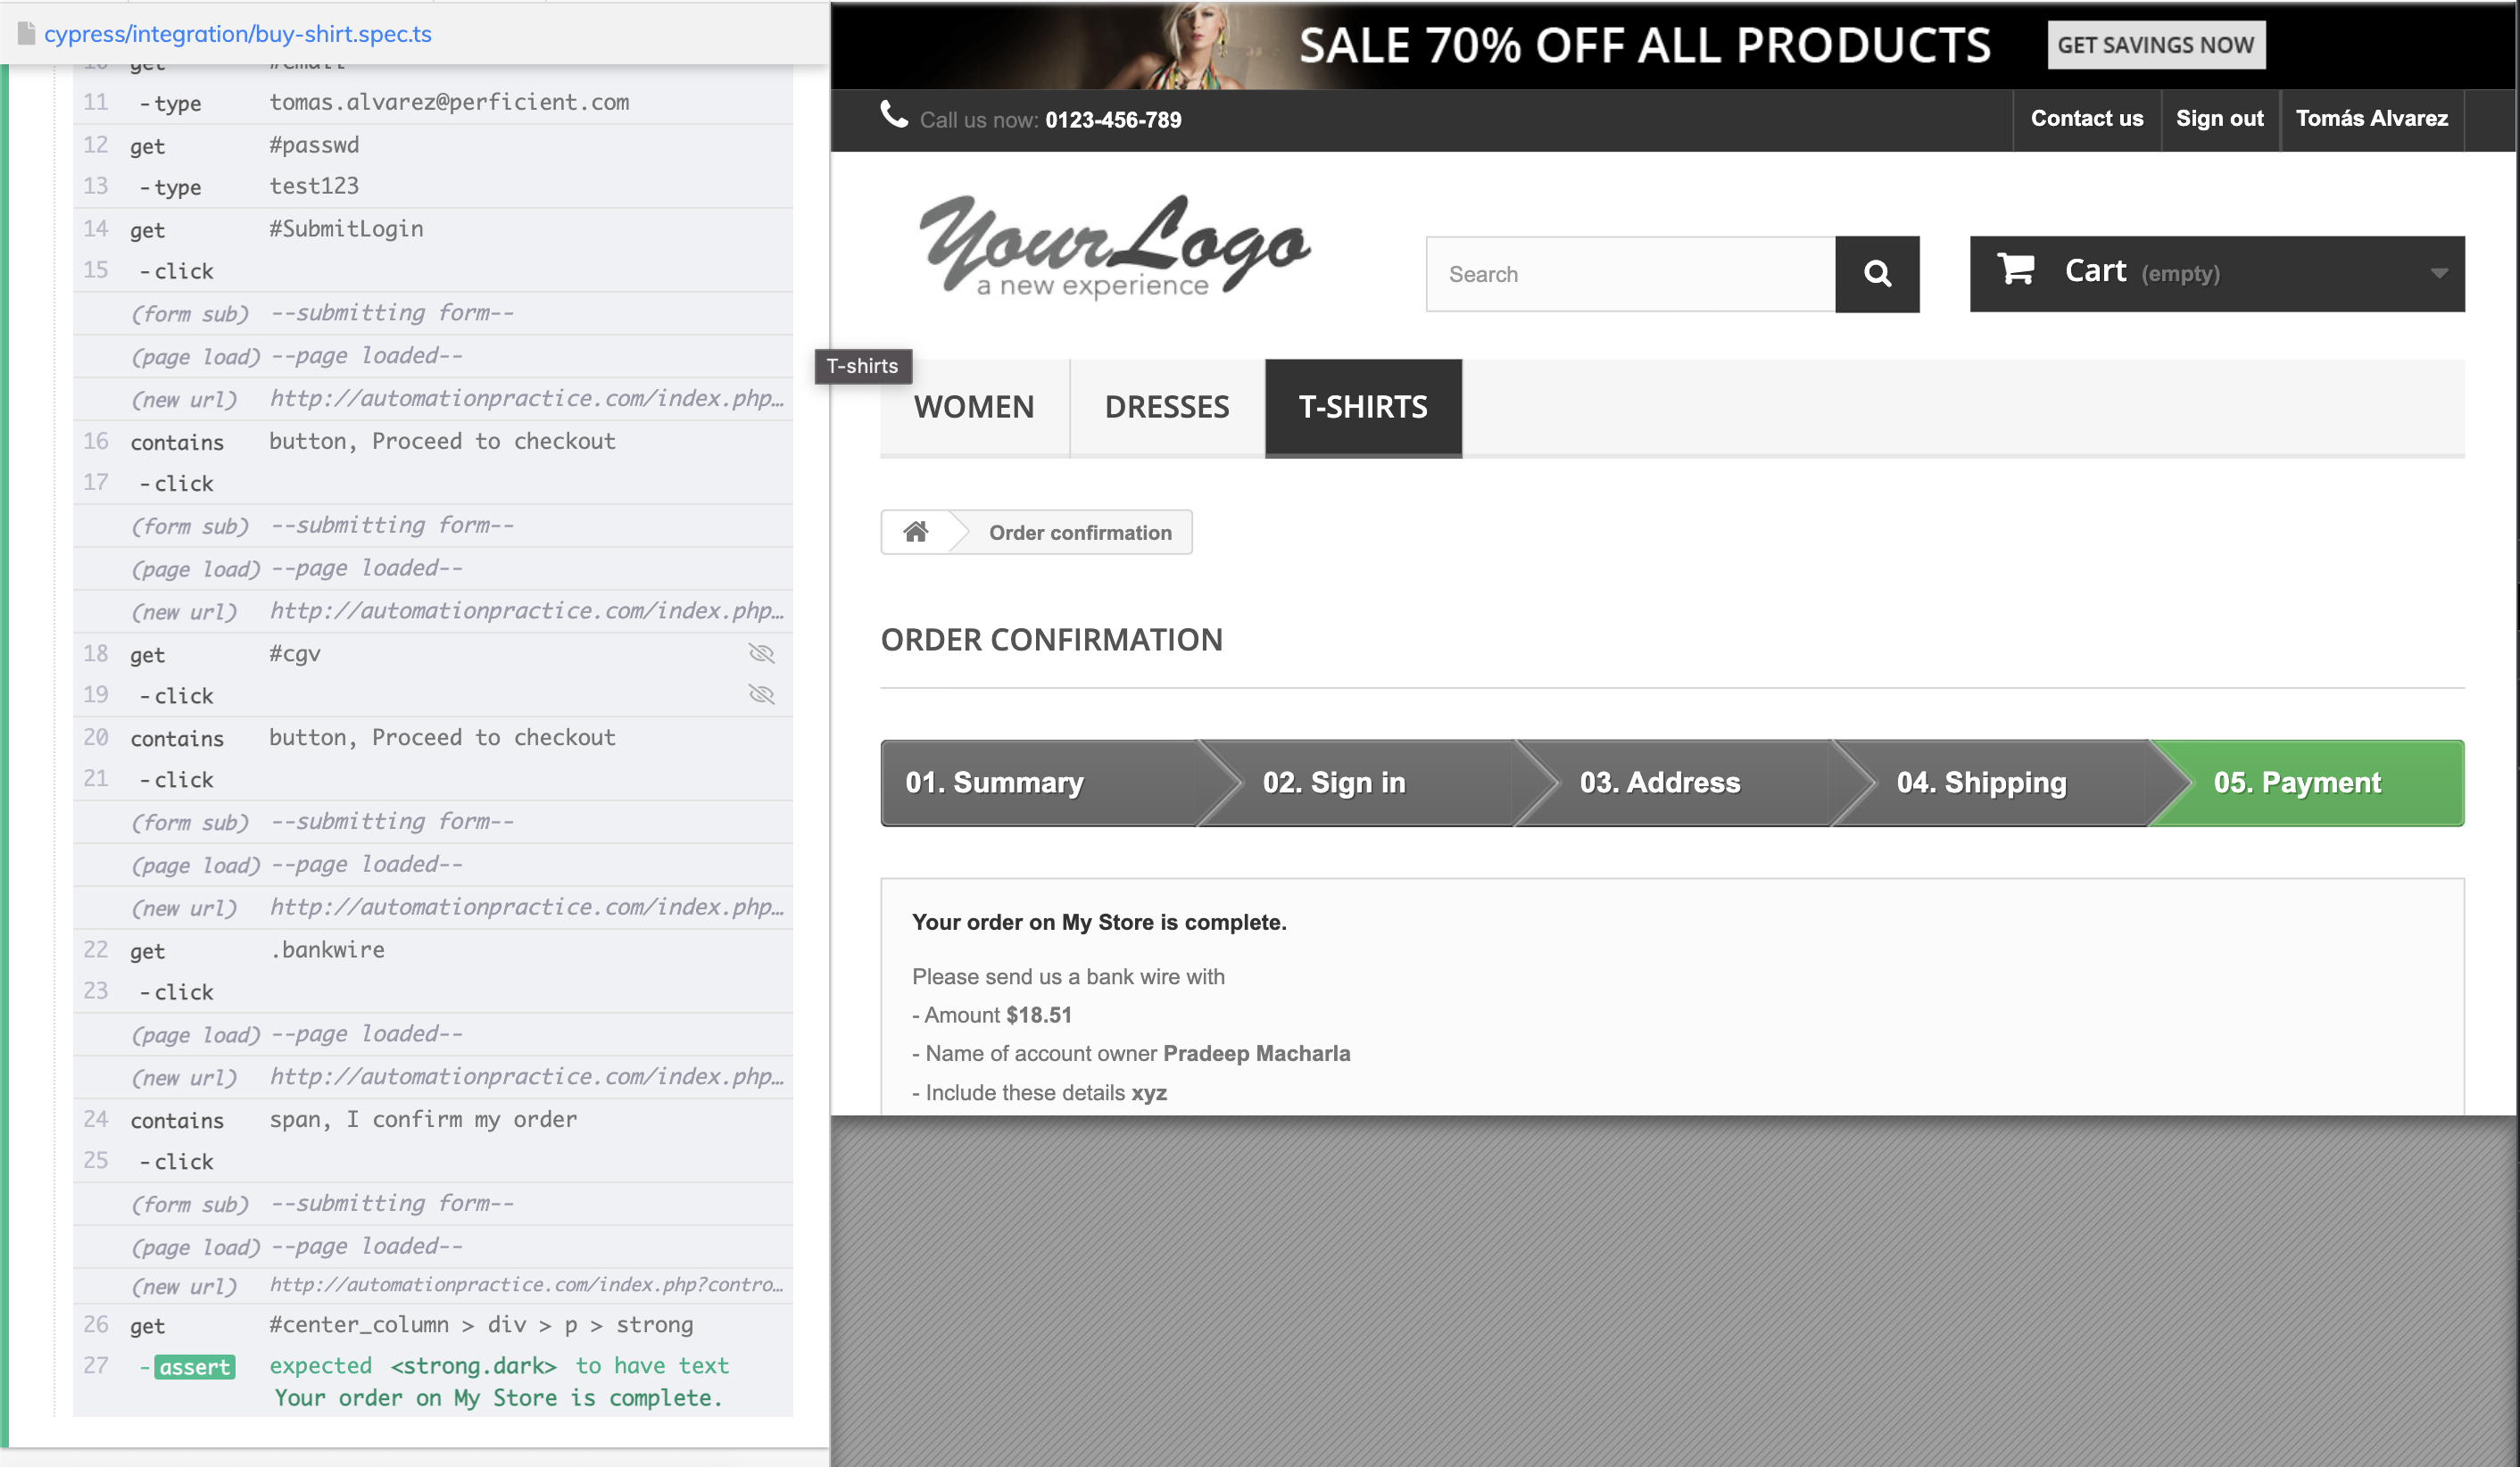 cypress/integration/buy-shirt.spec.ts
11 -type tomas.alvarez@perficient.com
12 get #passwd
13 -type test123
14 get #SubmitLogin
15 -click
(form sub) --submitting form--
(page load) --page loaded--
(new url) http://automationpractice.com/index.php…
16 contains button, Proceed to checkout
17 -click
(form sub) --submitting form--
(page load) --page loaded--
(new url) http://automationpractice.com/index.php…
18 get #cgv
19 -click
20 contains button, Proceed to checkout
21 -click
(form sub) --submitting form--
(page load) --page loaded--
(new url) http://automationpractice.com/index.php…
22 get .bankwire
23 -click
(page load) --page loaded--
(new url) http://automationpractice.com/index.php…
24 contains span, I confirm my order
25 -click
(form sub) --submitting form--
(page load) --page loaded--
(new url) http://automationpractice.com/index.php?contro…
26 get #center_column > div > p > strong
27 -assert expected <strong.dark> to have text
Your order on My Store is complete.
SALE 70% OFF ALL PRODUCTS GET SAVINGS NOW
Call us now: 0123-456-789 Contact us Sign out Tomás Alvarez
Your Logo
a new experience
Search
Cart (empty)
T-shirts
WOMEN DRESSES T-SHIRTS
Order confirmation
ORDER CONFIRMATION
01. Summary 02. Sign in 03. Address 04. Shipping 05. Payment
Your order on My Store is complete.
Please send us a bank wire with
- Amount $18.51
- Name of account owner Pradeep Macharla
- Include these details xyz